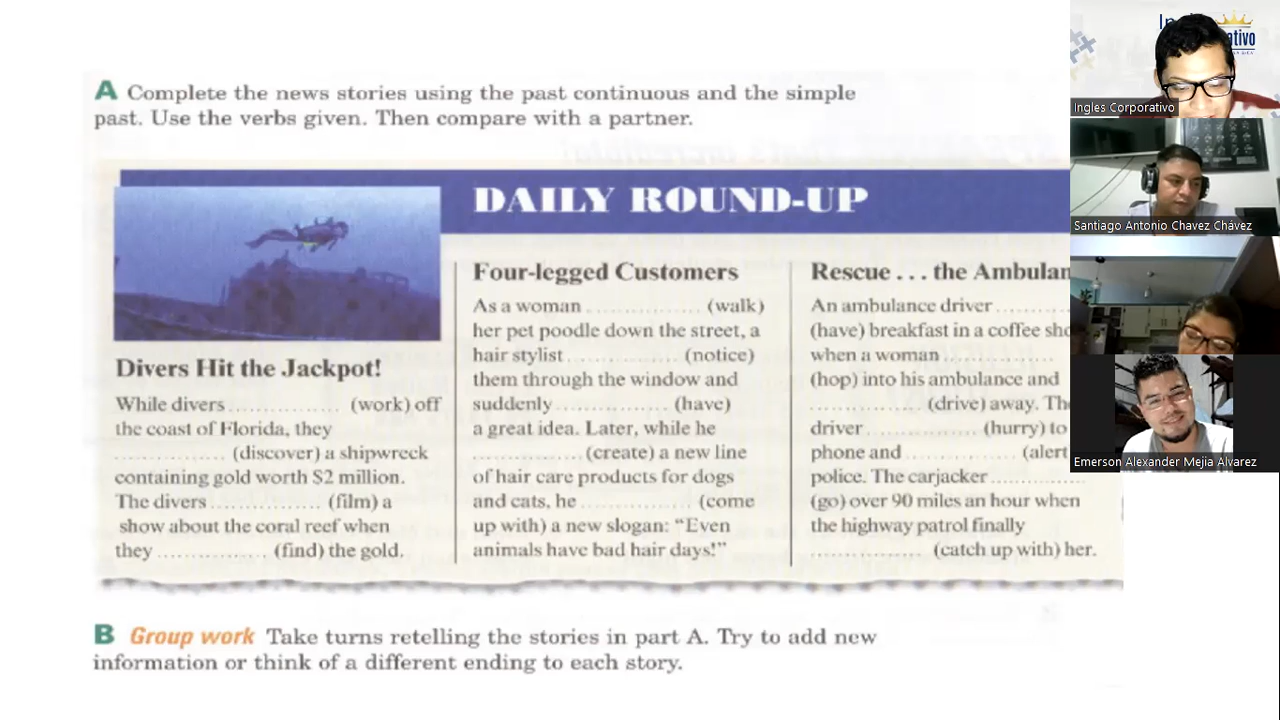 A Complete the news stories using the past continuous and the simple
past. Use the verbs given. Then compare with a partner.
DAILY ROUND-UP
Divers Hit the Jackpot!
While divers .................. (work) off
the coast of Florida, they
.................. (discover) a shipwreck
containing gold worth $2 million.
The divers .................. (film) a
show about the coral reef when
they .................. (find) the gold.
Four-legged Customers
As a woman .................. (walk)
her pet poodle down the street, a
hair stylist .................. (notice)
them through the window and
suddenly .................. (have)
a great idea. Later, while he
.................. (create) a new line
of hair care products for dogs
and cats, he .................. (come
up with) a new slogan: “Even
animals have bad hair days!”
Rescue . . . the Ambulan
An ambulance driver ............
(have) breakfast in a coffee sho
when a woman ..................
(hop) into his ambulance and
.................. (drive) away. Th
driver .................. (hurry) to
phone and .................. (alert
police. The carjacker ...............
(go) over 90 miles an hour when
the highway patrol finally
.................. (catch up with) her.
B Group work Take turns retelling the stories in part A. Try to add new
information or think of a different ending to each story.
Ingles Corporativo
Santiago Antonio Chavez Chávez
Emerson Alexander Mejia Alvarez